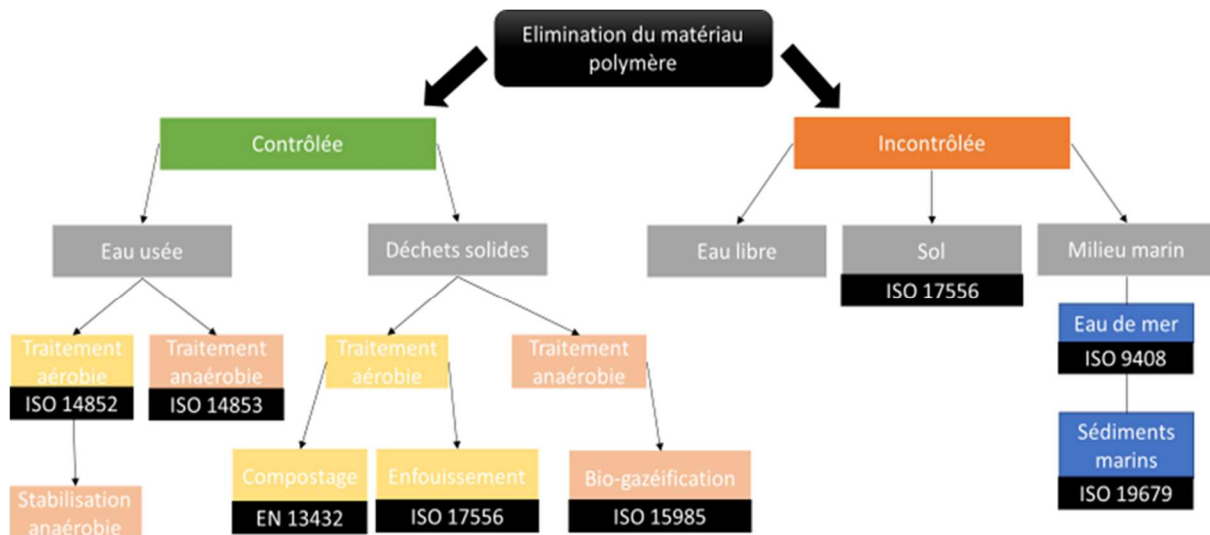 Elimination du matériau
polymère
Contrôlée
Incontrôlée
Eau usée
Déchets solides
Eau libre
Sol
ISO 17556
Milieu marin
Traitement
aérobie
ISO 14852
Traitement
anaérobie
ISO 14853
Traitement
aérobie
Traitement
anaérobie
Eau de mer
ISO 9408
Stabilisation
anaérobie
Compostage
EN 13432
Enfouissement
ISO 17556
Bio-gazéification
ISO 15985
Sédiments
marins
ISO 19679